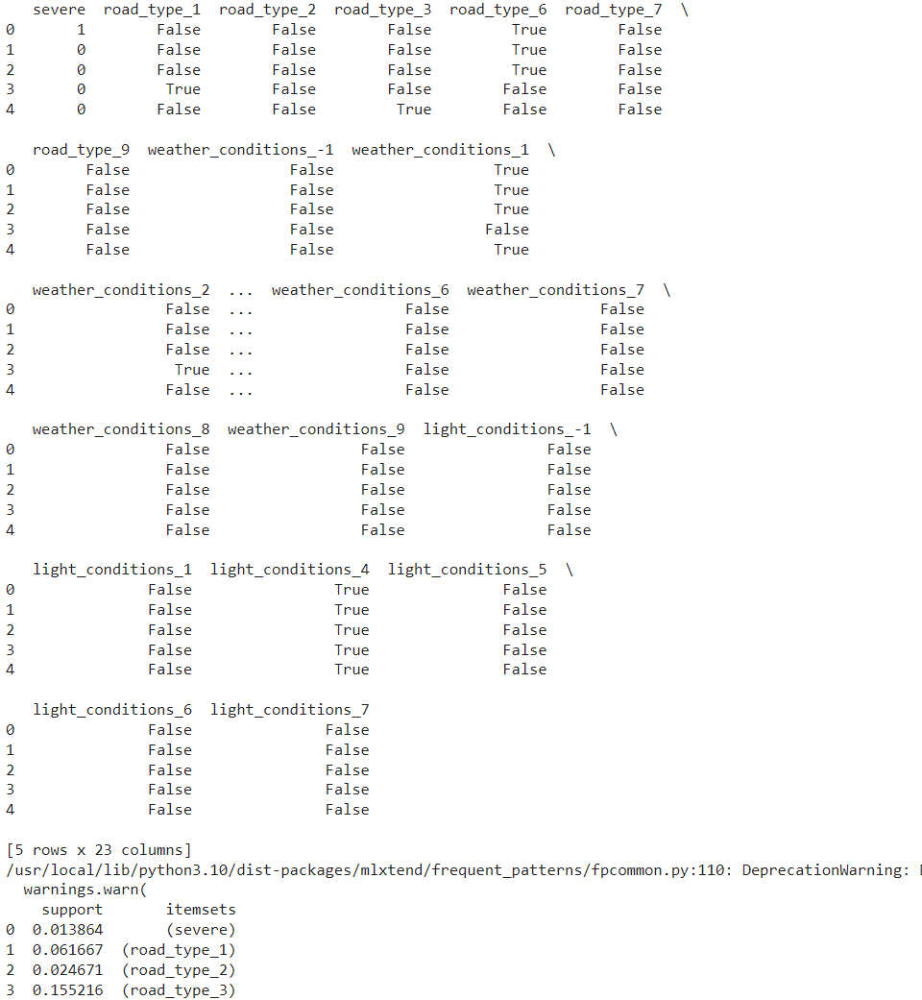 severe road_type_1 road_type_2 road_type_3 road_type_6 road_type_7 \
0 1 False False False True False
1 0 False False False True False
2 0 False False False True False
3 0 True False False False False
4 0 False False True False False
road_type_9 weather_conditions_-1 weather_conditions_1 \
0 False False True
1 False False True
2 False False True
3 False False False
4 False False True
weather_conditions_2 ... weather_conditions_6 weather_conditions_7 \
0 False ... False False
1 False ... False False
2 False ... False False
3 True ... False False
4 False ... False False
weather_conditions_8 weather_conditions_9 light_conditions_-1 \
0 False False False
1 False False False
2 False False False
3 False False False
4 False False False
light_conditions_1 light_conditions_4 light_conditions_5 \
0 False True False
1 False True False
2 False True False
3 False True False
4 False True False
light_conditions_6 light_conditions_7
0 False False
1 False False
2 False False
3 False False
4 False False
[5 rows x 23 columns]
/usr/local/lib/python3.10/dist-packages/mlxtend/frequent_patterns/fpcommon.py:110: DeprecationWarning:
warnings.warn(
support itemsets
0 0.013864 (severe)
1 0.061667 (road_type_1)
2 0.024671 (road_type_2)
3 0.155216 (road_type_3)